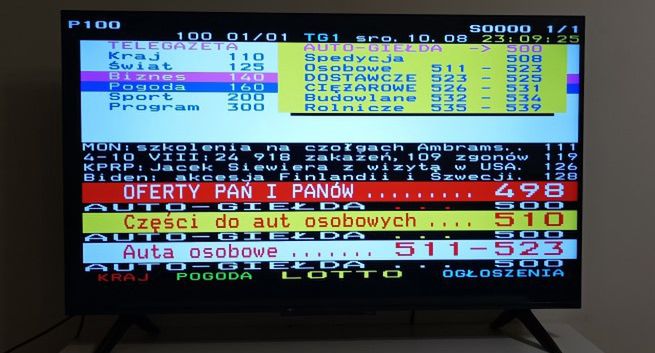 P100 S0000 1/1
100 01/01 TG1 śro.10.08 23:09:25
TELEGAZETA AUTO-GIEŁDA -> 500
Kraj 110 Spedycja 508
Świat 125 Osobowe 511 - 523
Biznes 140 DOSTAWCZE 523 - 525
Pogoda 160 CIĘŻAROWE 526 - 531
Sport 200 Budowlane 532 - 534
Program 300 Rolnicze 535 - 539
MON:szkolenia na czołgach Ambrams.. 111
4-10 VIII:24 918 zakażeń,109 zgonów 119
KPRP:Jacek Siewiera z wizytą w USA. 126
Biden: akcesja Finlandii i Szwecji. 128
OFERTY PAŃ I PANÓW ......... 498
AUTO-GIEŁDA ... 500
Części do aut osobowych .... 510
AUTO-GIEŁDA ... 500
Auta osobowe ....... 511-523
AUTO-GIEŁDA ... 500
KRAJ POGODA LOTTO OGŁOSZENIA